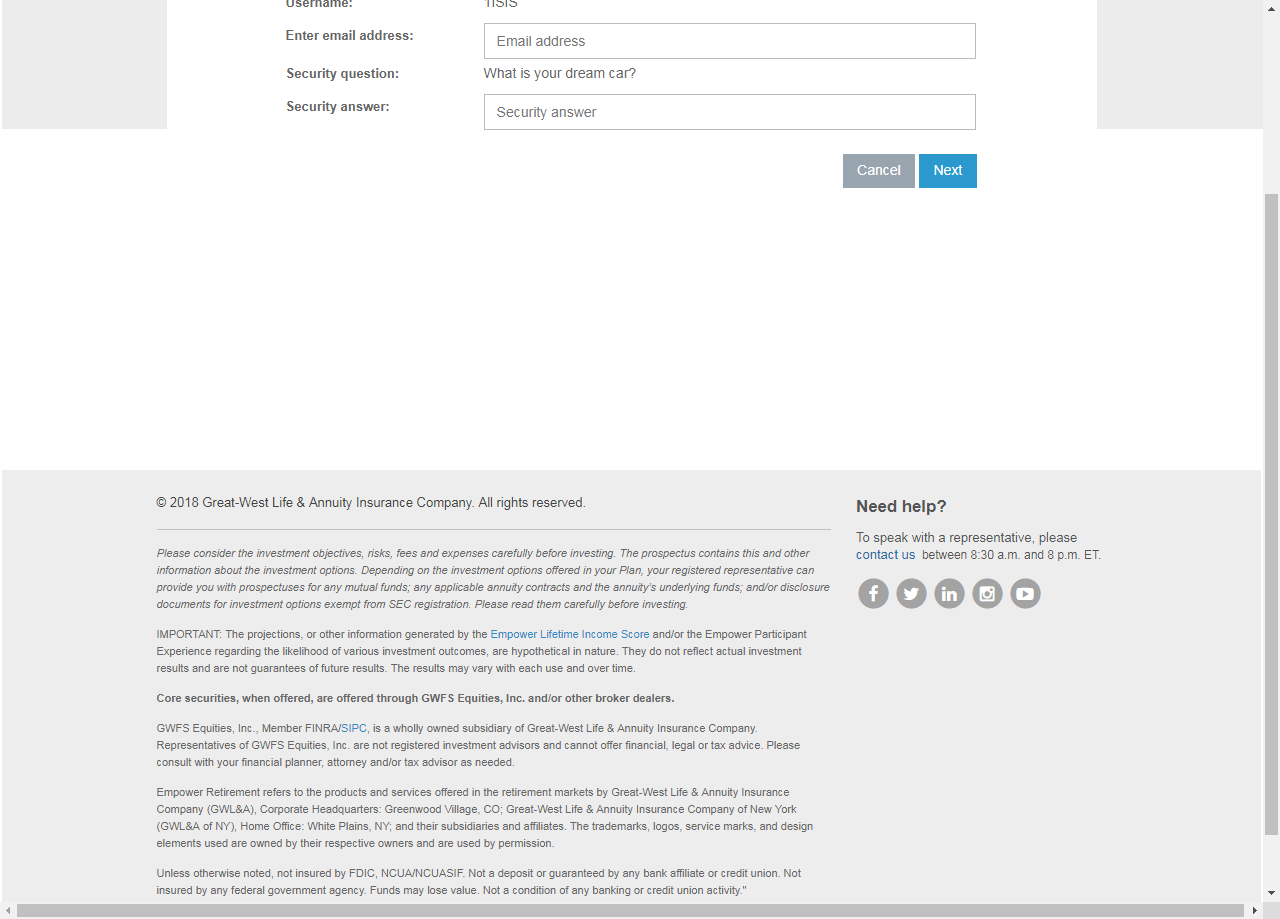 Username:
Enter email address:
Email address
Security question:
What is your dream car?
Security answer:
Security answer
Cancel
Next
© 2018 Great-West Life & Annuity Insurance Company. All rights reserved.
Please consider the investment objectives, risks, fees and expenses carefully before investing. The prospectus contains this and other
information about the investment options. Depending on the investment options offered in your Plan, your registered representative can
provide you with prospectuses for any mutual funds; any applicable annuity contracts and the annuity's underlying funds; and/or disclosure
documents for investment options exempt from SEC registration. Please read them carefully before investing.
IMPORTANT: The projections, or other information generated by the Empower Lifetime Income Score and/or the Empower Participant
Experience regarding the likelihood of various investment outcomes, are hypothetical in nature. They do not reflect actual investment
results and are not guarantees of future results. The results may vary with each use and over time.
Core securities, when offered, are offered through GWFS Equities, Inc. and/or other broker dealers.
GWFS Equities, Inc., Member FINRA/SIPC, is a wholly owned subsidiary of Great-West Life & Annuity Insurance Company.
Representatives of GWFS Equities, Inc. are not registered investment advisors and cannot offer financial, legal or tax advice. Please
consult with your financial planner, attorney and/or tax advisor as needed.
Empower Retirement refers to the products and services offered in the retirement markets by Great-West Life & Annuity Insurance
Company (GWL&A), Corporate Headquarters: Greenwood Village, CO; Great-West Life & Annuity Insurance Company of New York
(GWL&A of NY), Home Office: White Plains, NY; and their subsidiaries and affiliates. The trademarks, logos, service marks, and design
elements used are owned by their respective owners and are used by permission.
Unless otherwise noted, not insured by FDIC, NCUA/NCUASIF. Not a deposit or guaranteed by any bank affiliate or credit union. Not
insured by any federal government agency. Funds may lose value. Not a condition of any banking or credit union activity."
Need help?
To speak with a representative, please
contact us between 8:30 a.m. and 8 p.m. ET.